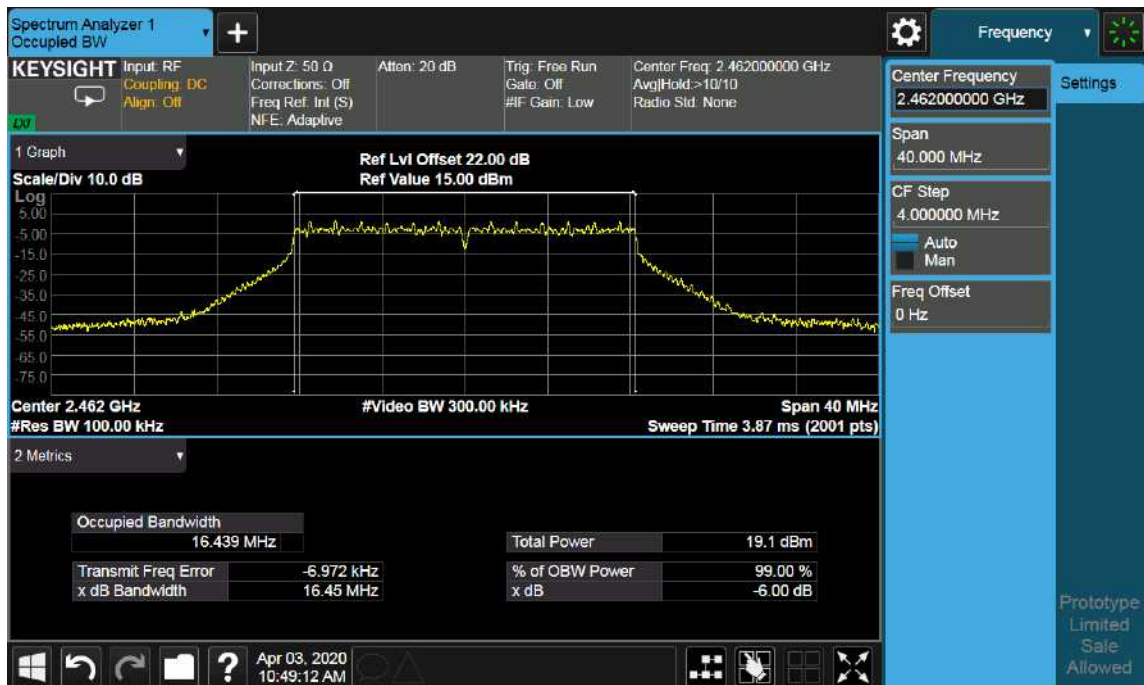 Spectrum Analyzer 1
Occupied BW
+
Frequency
KEYSIGHT
Input: RF
Coupling: DC
Align: Off
Input Z: 50 Ω
Corrections: Off
Freq Ref: Int (S)
NFE: Adaptive
Atten: 20 dB
Trig: Free Run
Gate: Off
#IF Gain: Low
Center Freq: 2.462000000 GHz
Avg|Hold:>10/10
Radio Std: None
Center Frequency
2.462000000 GHz
Settings
Span
40.000 MHz
CF Step
4.000000 MHz
Auto
Man
Freq Offset
0 Hz
1 Graph
Scale/Div 10.0 dB
Ref Lvl Offset 22.00 dB
Ref Value 15.00 dBm
Log
5.00
-5.00
-15.0
-25.0
-35.0
-45.0
-55.0
-65.0
-75.0
Center 2.462 GHz
#Res BW 100.00 kHz
#Video BW 300.00 kHz
Span 40 MHz
Sweep Time 3.87 ms (2001 pts)
2 Metrics
Occupied Bandwidth
16.439 MHz
Total Power 19.1 dBm
Transmit Freq Error -6.972 kHz
% of OBW Power 99.00 %
x dB Bandwidth 16.45 MHz
x dB -6.00 dB
Prototype
Limited
Sale
Allowed
?
Apr 03, 2020
10:49:12 AM